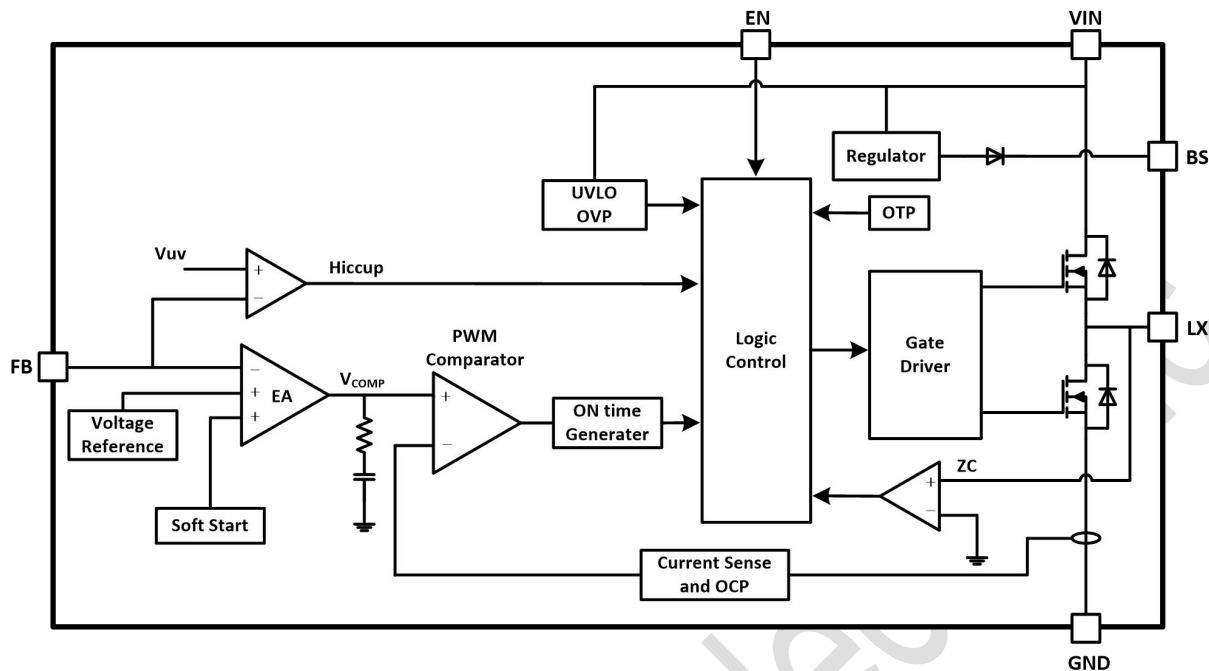 EN
VIN
Regulator
BS
UVLO
OVP
OTP
Vuv
+
−
Hiccup
PWM
Comparator
Logic
Control
Gate
Driver
LX
FB
−
+
+
EA
VCOMP
+
−
ON time
Generater
Voltage
Reference
ZC
+
−
Soft Start
Current Sense
and OCP
GND